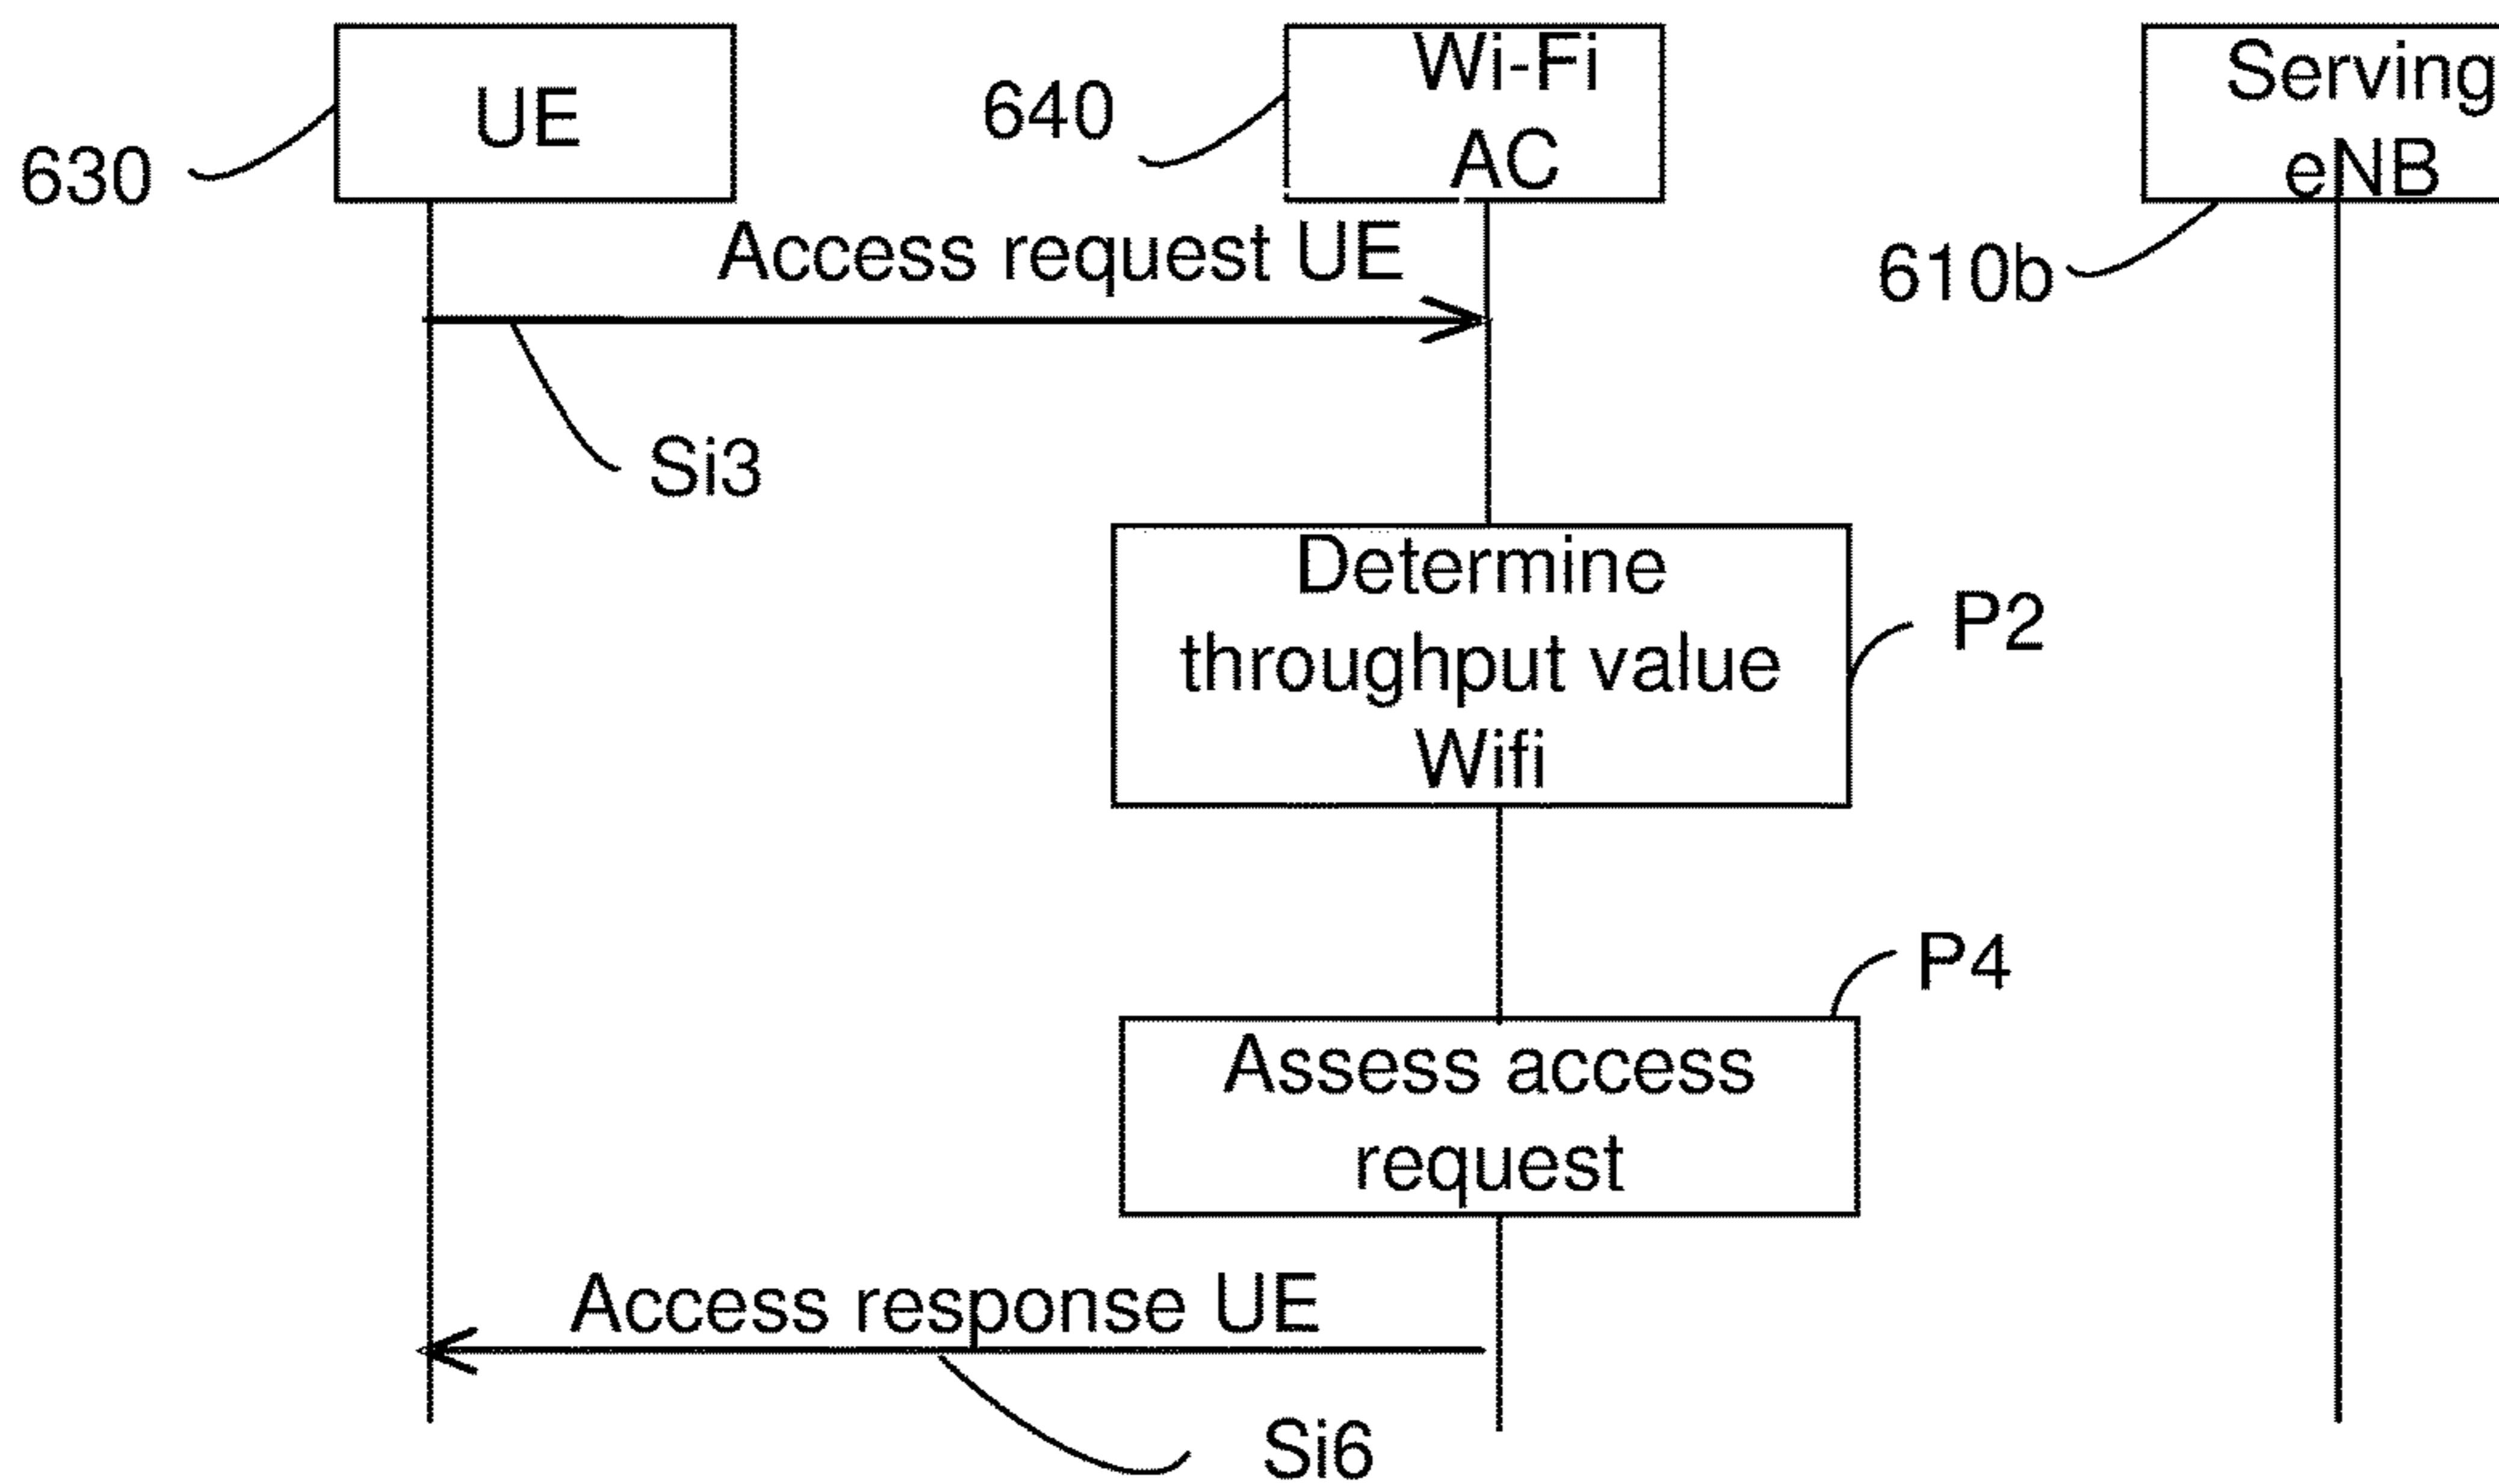 UE
630
Wi-Fi
AC
640
Serving
eNB
610b
Access request UE
Si3
Determine
throughput value
Wifi
P2
P4
Assess access
request
Access response UE
Si6